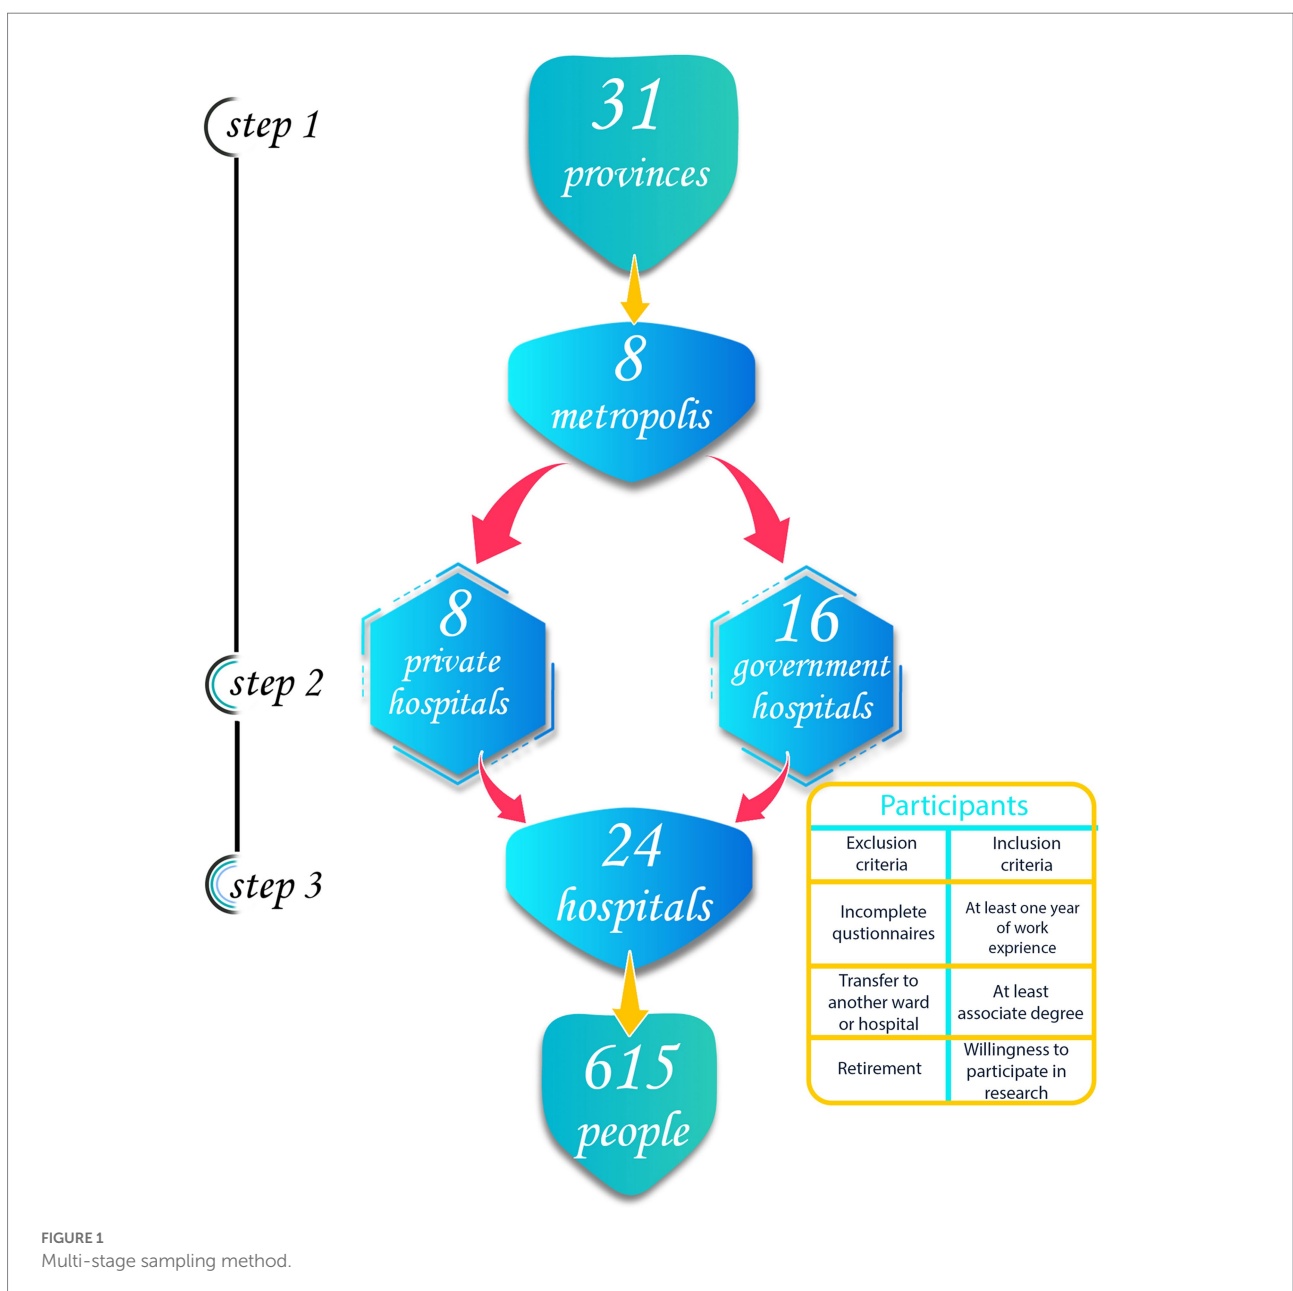 step 1
31
provinces
8
metropolis
step 2
8
private
hospitals
16
government
hospitals
step 3
24
hospitals
615
people
Participants
Exclusion
criteria
Inclusion
criteria
Incomplete
qustionnaires
At least one year
of work
exprience
Transfer to
another ward
or hospital
At least
associate degree
Retirement
Willingness to
participate in
research
FIGURE 1
Multi-stage sampling method.